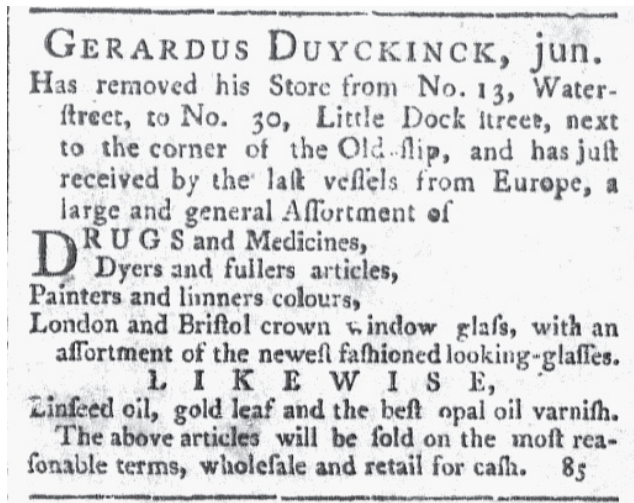 GERARDUS DUYCKINCK, jun.
Has removed his Store from No. 13, Water-
ſtreet, to No. 30, Little Dock ſtreet, next
to the corner of the Old-ſlip, and has juſt
received by the laſt veſſels from Europe, a
large and general Aſſortment of
DRUGS and Medicines,
Dyers and fullers articles,
Painters and limners colours,
London and Briſtol crown window glaſs, with an
aſſortment of the neweſt faſhioned looking-glaſſes.
LIKEWISE,
Linſeed oil, gold leaf and the beſt opal oil varniſh.
The above articles will be ſold on the moſt rea-
ſonable terms, wholeſale and retail for caſh. 85